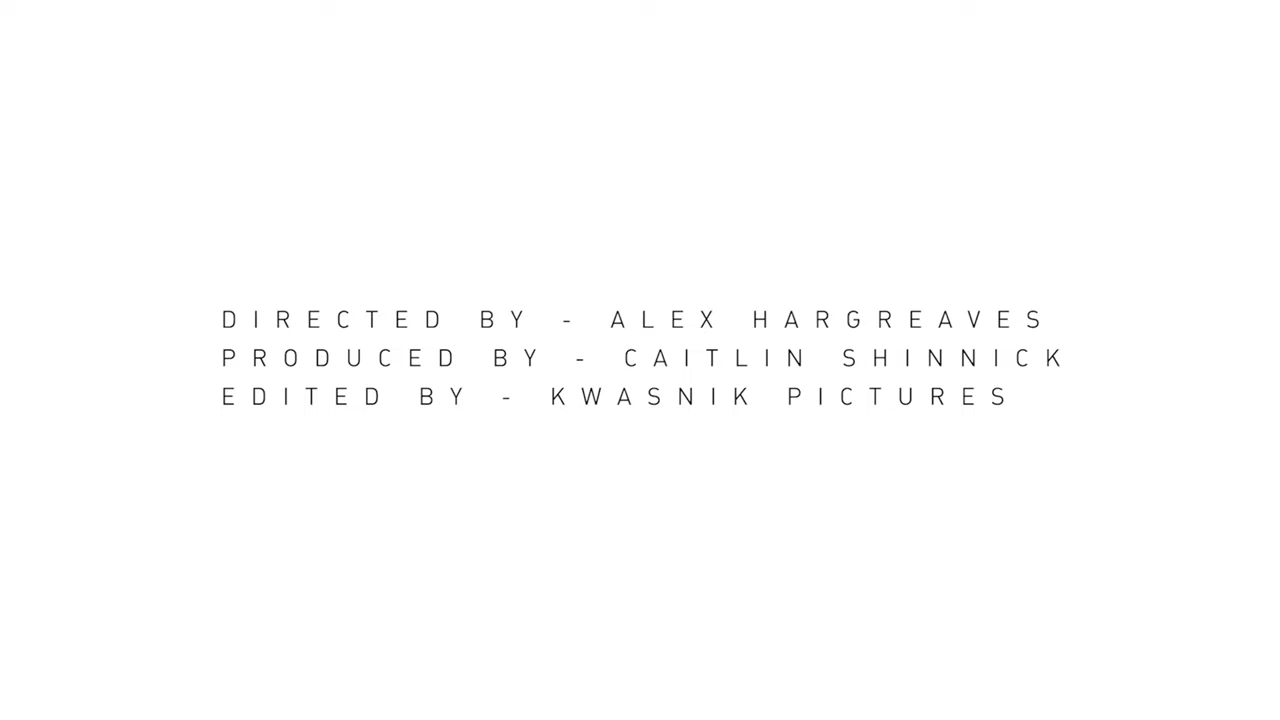 DIRECTED BY - ALEX HARGREAVES
PRODUCED BY - CAITLIN SHINNICK
EDITED BY - KWASNIK PICTURES